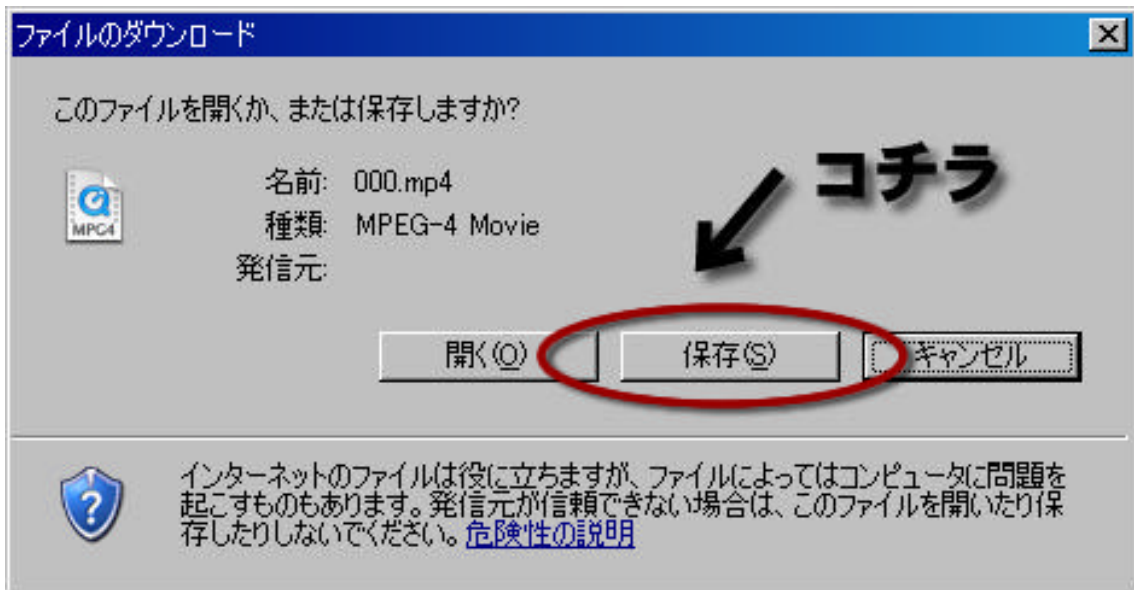 ファイルのダウンロード
このファイルを開くか、または保存しますか?
コチラ
MPC4
名前: 000.mp4
種類: MPEG-4 Movie
発信元:
開く(O) 保存(S) キャンセル
インターネットのファイルは役に立ちますが、ファイルによってはコンピュータに問題を
起こすものもあります。発信元が信頼できない場合は、このファイルを開いたり保
存したりしないでください。危険性の説明